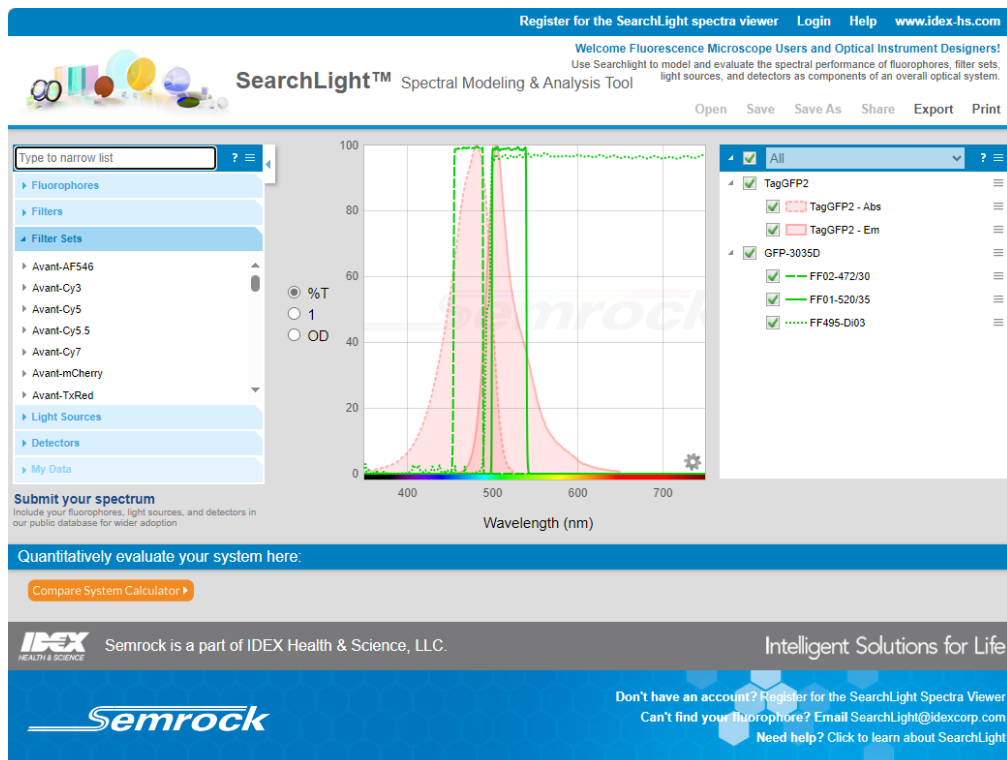 Register for the SearchLight spectra viewer Login Help www.idex-hs.com
Welcome Fluorescence Microscope Users and Optical Instrument Designers!
Use Searchlight to model and evaluate the spectral performance of fluorophores, filter sets,
light sources, and detectors as components of an overall optical system.
SearchLight™ Spectral Modeling & Analysis Tool
Open Save Save As Share Export Print
Type to narrow list ?
Fluorophores
Filters
Filter Sets
Avant-AF546
Avant-Cy3
Avant-Cy5
Avant-Cy5.5
Avant-Cy7
Avant-mCherry
Avant-TxRed
Light Sources
Detectors
My Data
Submit your spectrum
Include your fluorophores, light sources, and detectors in
our public database for wider adoption
%T
1
OD
100
80
60
40
20
0
400 500 600 700
Wavelength (nm)
Semrock
All ?
TagGFP2
TagGFP2 - Abs
TagGFP2 - Em
GFP-3035D
FF02-472/30
FF01-520/35
FF495-Di03
Quantitatively evaluate your system here:
Compare System Calculator
IDEX
HEALTH & SCIENCE
Semrock is a part of IDEX Health & Science, LLC.
Intelligent Solutions for Life
Semrock
Don't have an account? Register for the SearchLight Spectra Viewer
Can't find your fluorophore? Email SearchLight@idexcorp.com
Need help? Click to learn about SearchLight